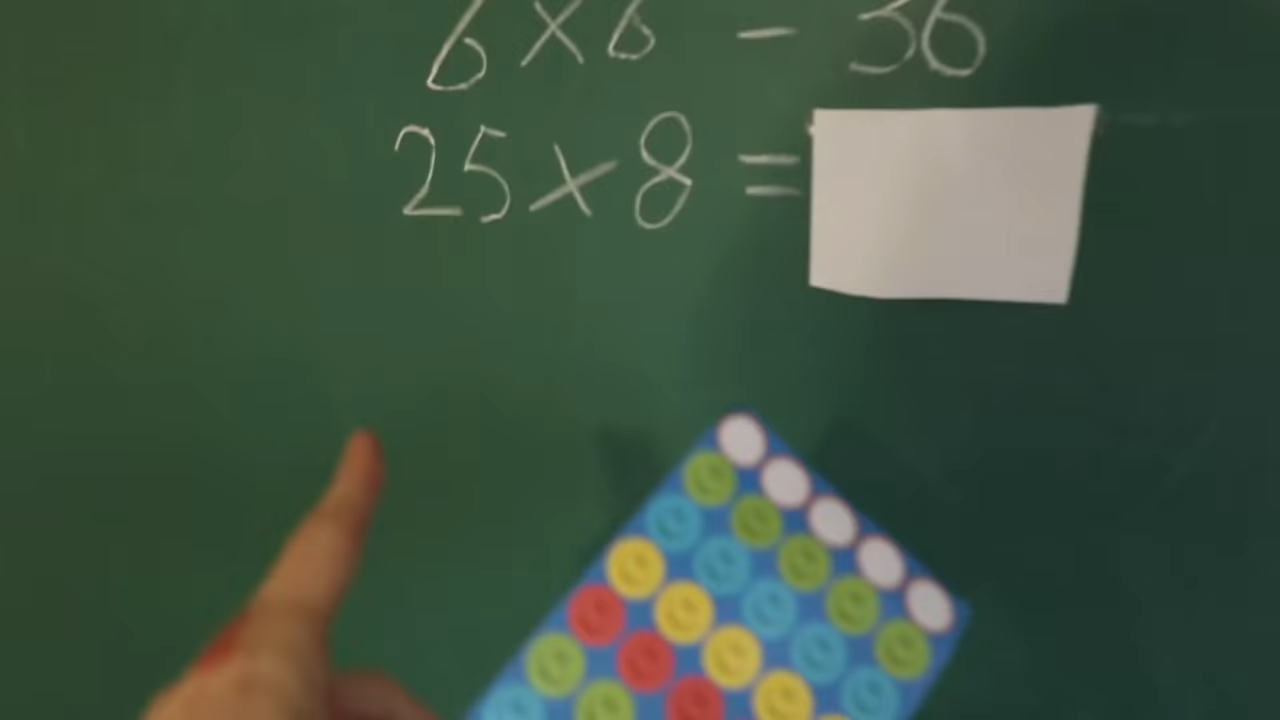 6×6 = 36
25×8 =